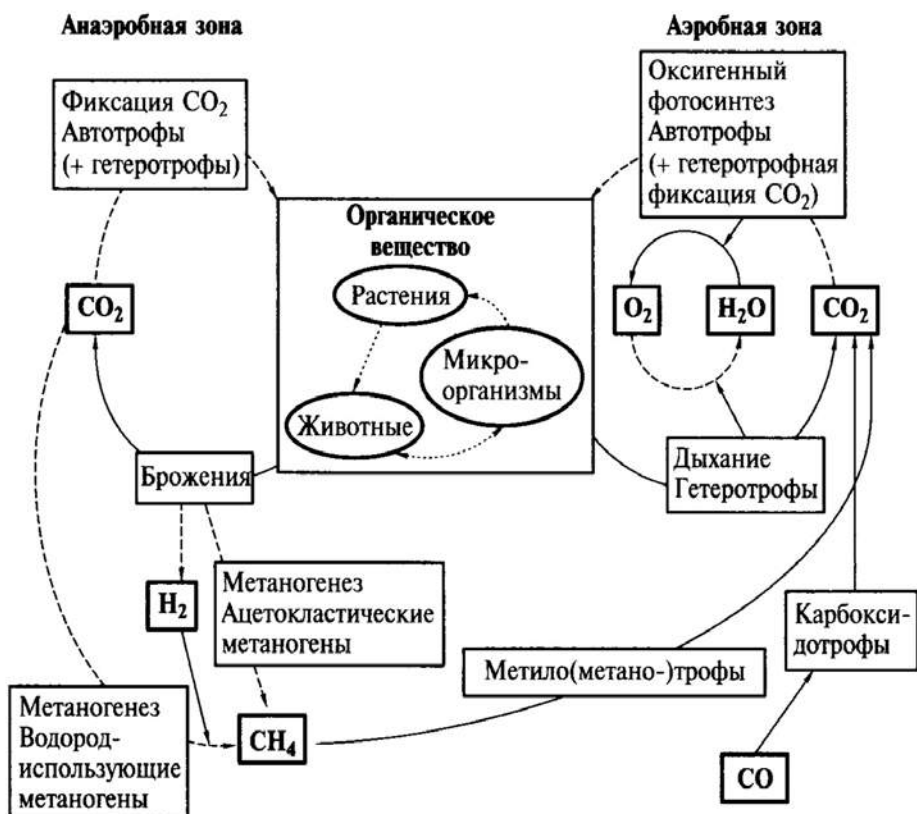 Анаэробная зона
Аэробная зона
Фиксация CO₂
Автотрофы
(+ гетеротрофы)
Оксигенный
фотосинтез
Автотрофы
(+ гетеротрофная
фиксация CO₂)
Органическое
вещество
Растения
Микро-
организмы
Животные
CO₂
O₂
H₂O
CO₂
Брожения
Дыхание
Гетеротрофы
H₂
Метаногенез
Ацетокластические
метаногены
Карбокси-
дотрофы
Метило(метано-)трофы
Метаногенез
Водород-
использующие
метаногены
CH₄
CO